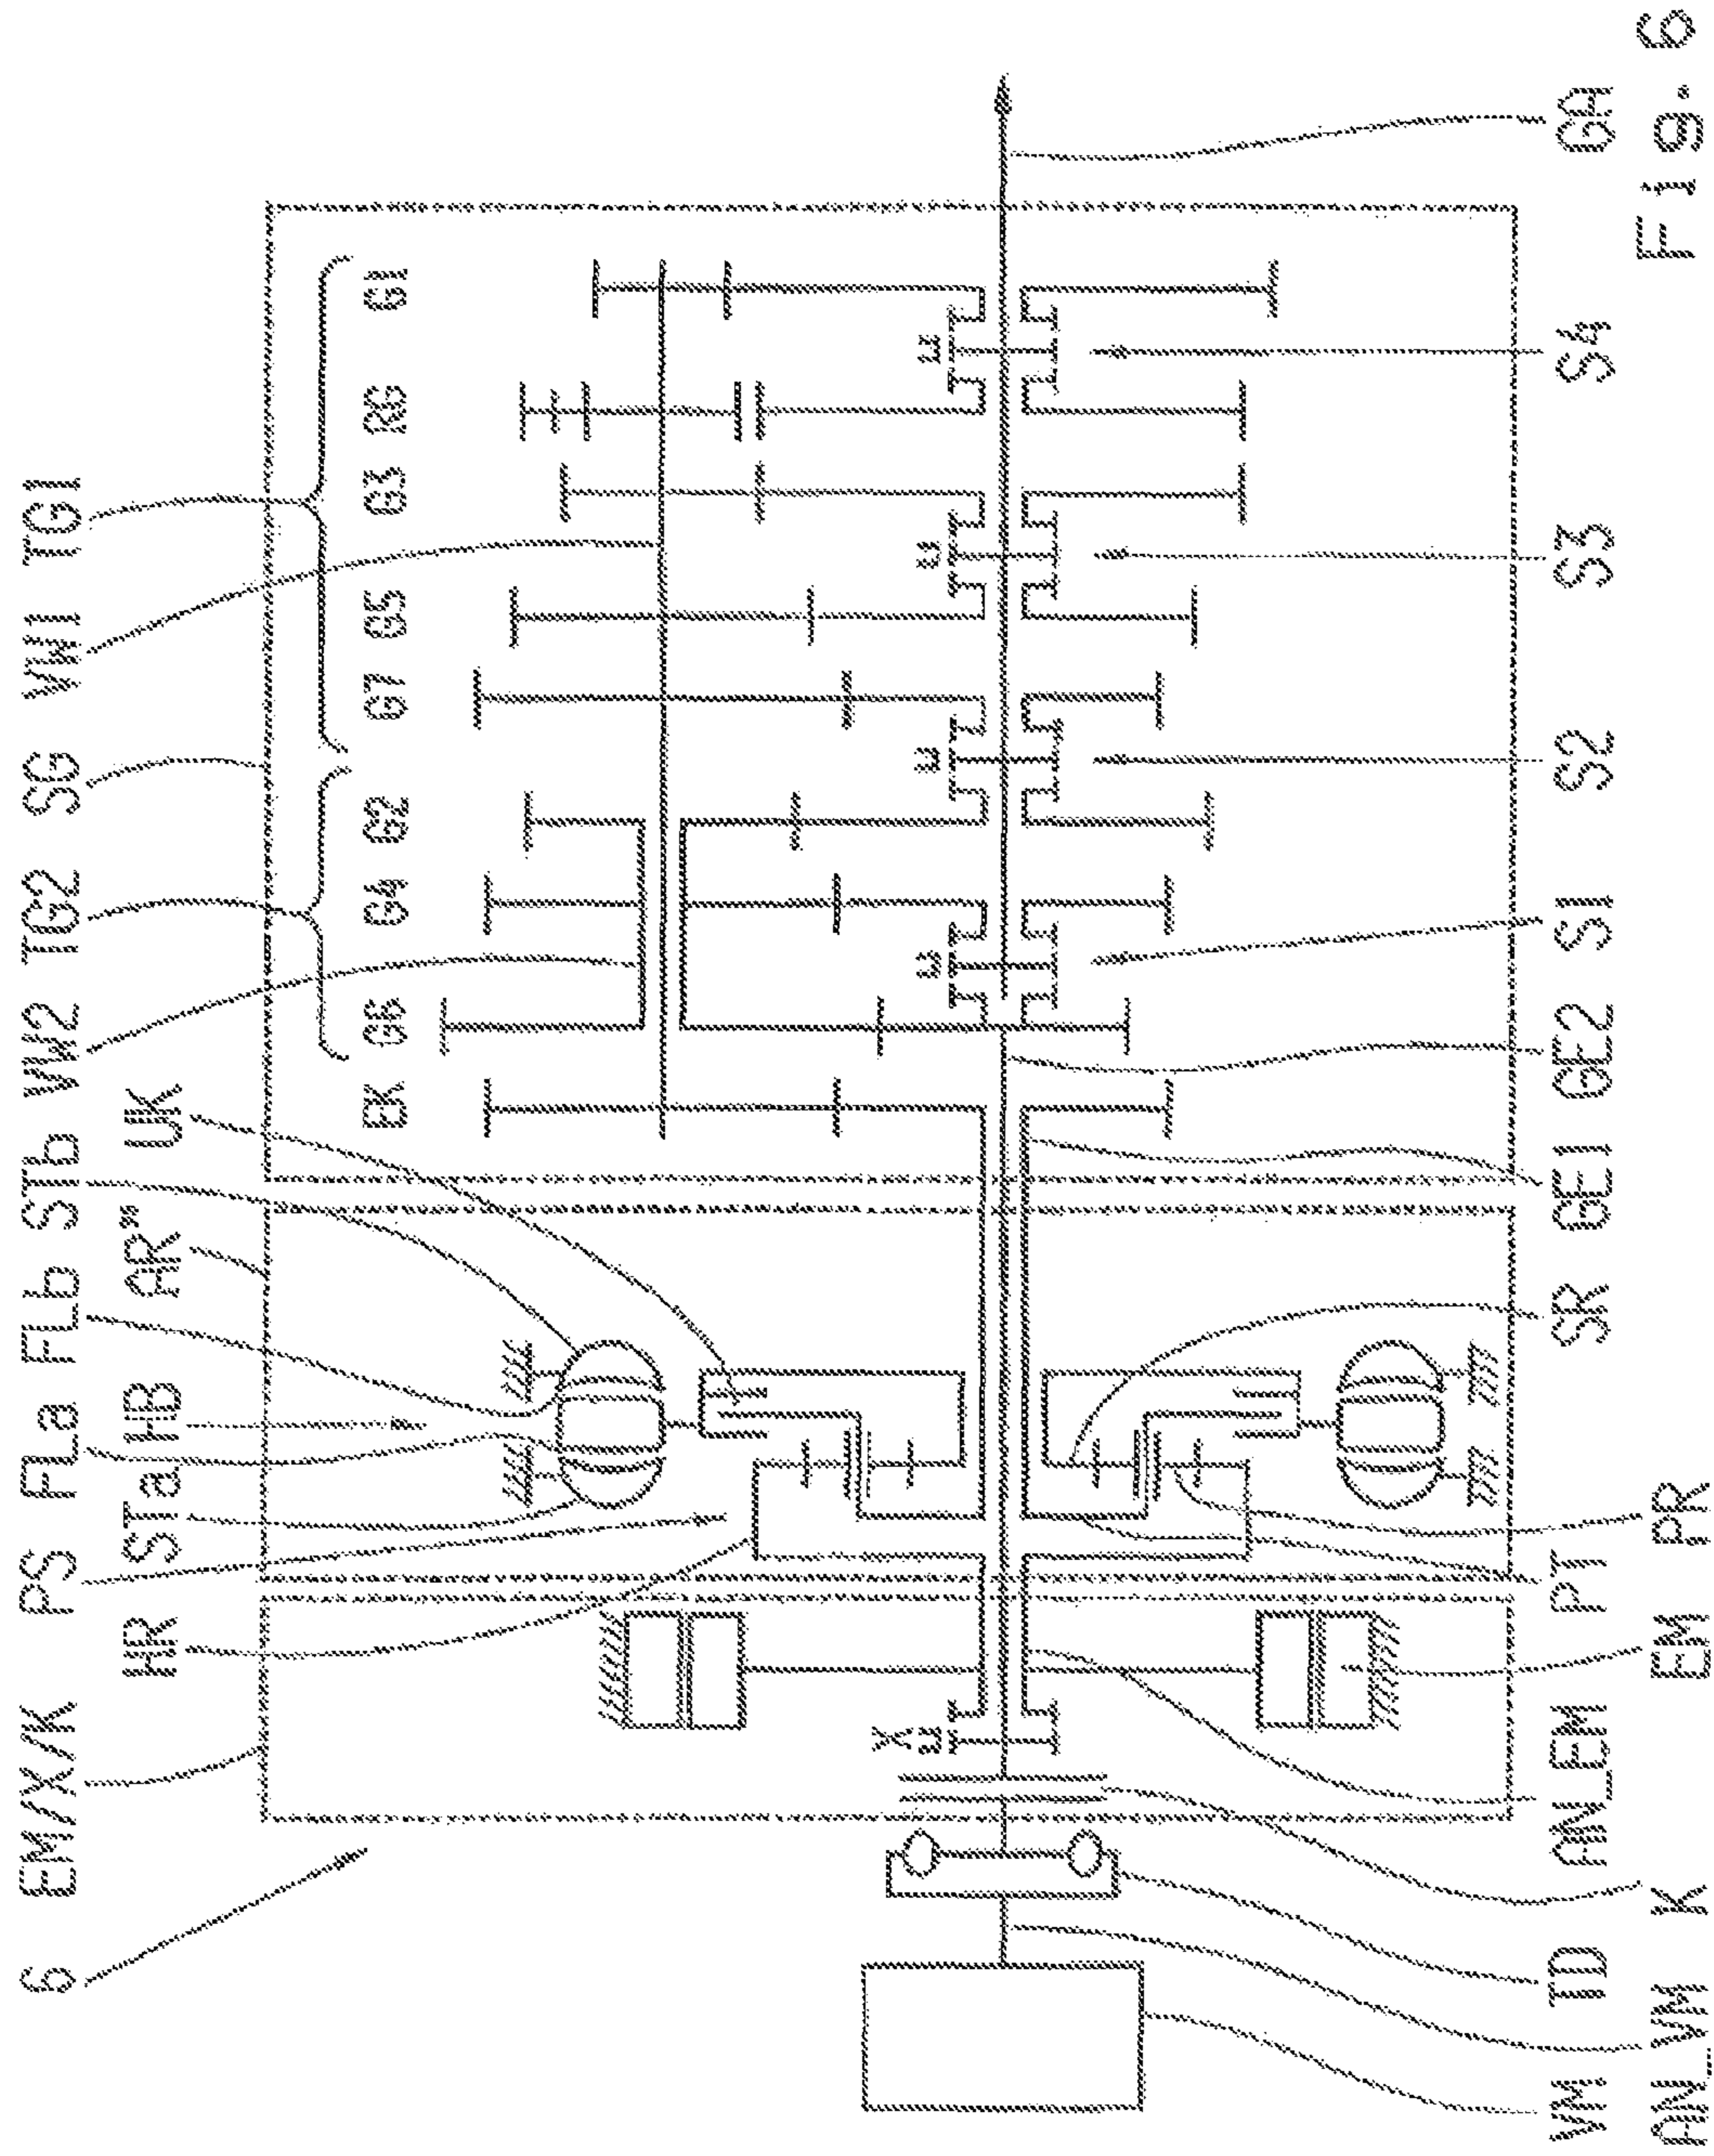 6 EM/X/K PS FLa FLb STb VW2 TG2 SG VW1 TG1
HR STa HB AR" UK
EK G6 G4 G2 G7 G5 G3 RG G1
X
E E E E E
VM TD AN_EM PT SR GE1 GE2 S1 S2 S3 S4 GA
AN_VM K EM PR
Fig. 6